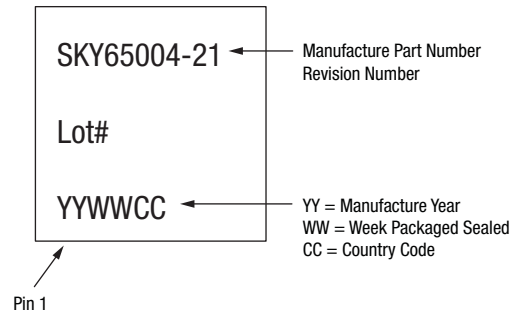 SKY65004-21
Manufacture Part Number
Revision Number
Lot#
YYWWCC
YY = Manufacture Year
WW = Week Packaged Sealed
CC = Country Code
Pin 1